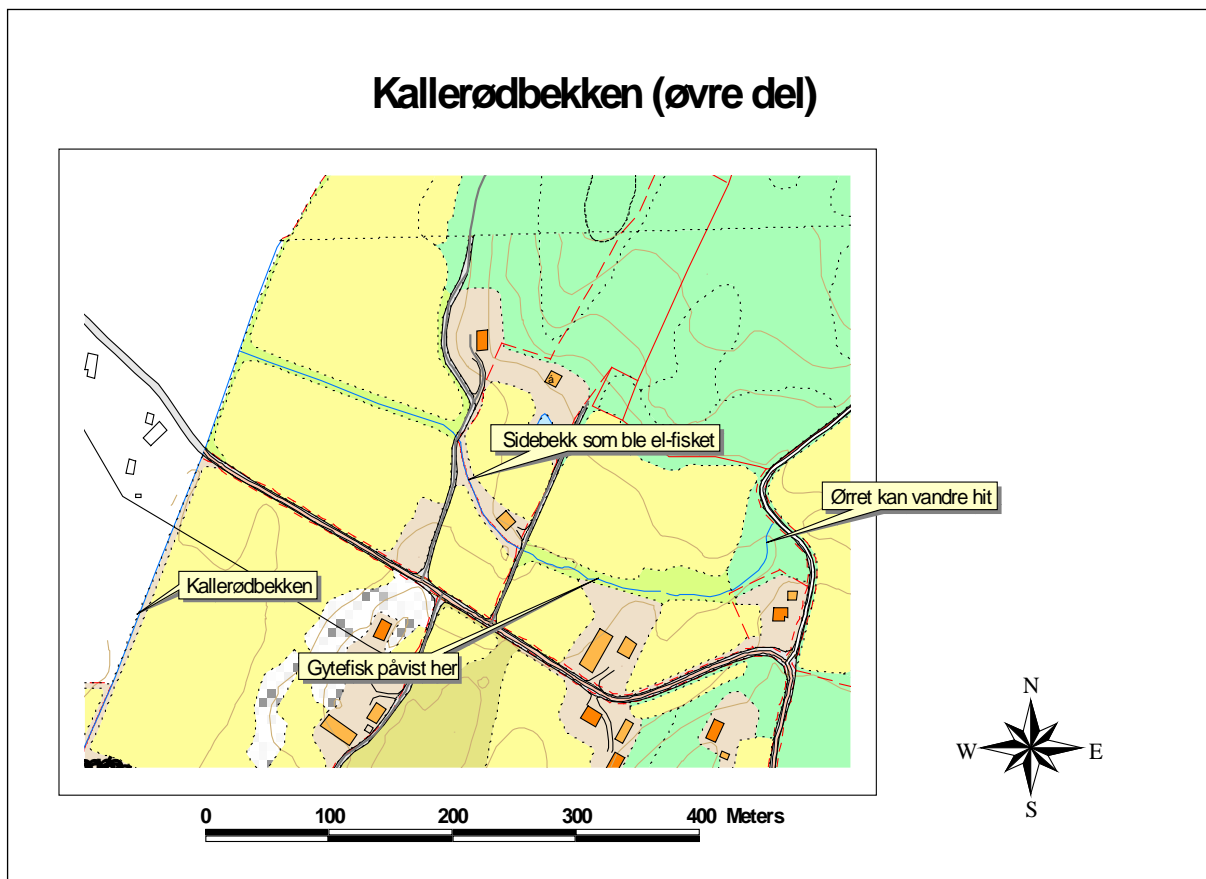 Kallerødbekken (øvre del)
Sidebekk som ble el-fisket
Ørret kan vandre hit
Kallerødbekken
Gytefisk påvist her
N
W E
S
0 100 200 300 400 Meters